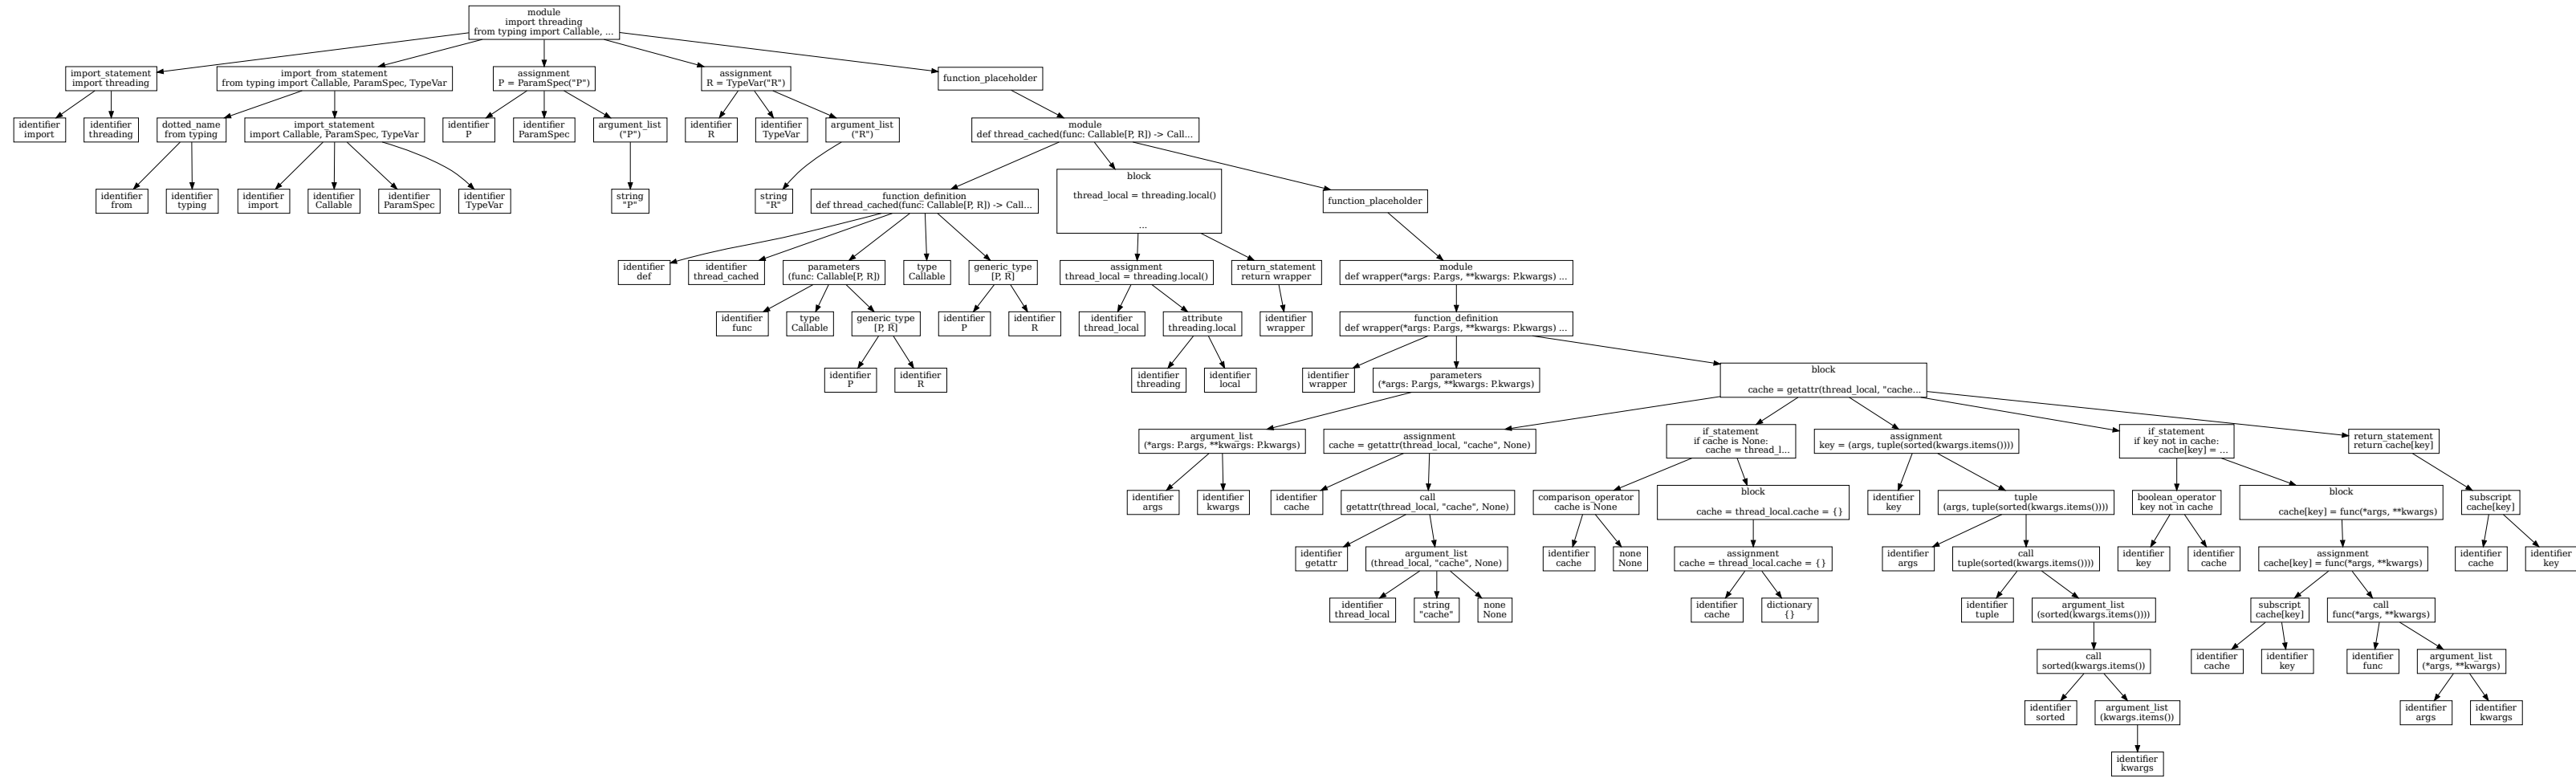 module
import threading
from typing import Callable, ...
import_statement
import threading
import_from_statement
from typing import Callable, ParamSpec, TypeVar
assignment
P = ParamSpec("P")
assignment
R = TypeVar("R")
function_placeholder
identifier
import
identifier
threading
dotted_name
from typing
import_statement
import Callable, ParamSpec, TypeVar
identifier
P
identifier
ParamSpec
argument_list
("P")
identifier
R
identifier
TypeVar
argument_list
("R")
module
def thread_cached(func: Callable[P, R]) -> Call...
identifier
from
identifier
typing
identifier
import
identifier
Callable
identifier
ParamSpec
identifier
TypeVar
string
"P"
string
"R"
function_definition
def thread_cached(func: Callable[P, R]) -> Call...
block
thread_local = threading.local()
...
function_placeholder
identifier
def
identifier
thread_cached
parameters
(func: Callable[P, R])
type
Callable
generic_type
[P, R]
assignment
thread_local = threading.local()
return_statement
return wrapper
module
def wrapper(*args: P.args, **kwargs: P.kwargs) ...
identifier
func
type
Callable
generic_type
[P, R]
identifier
P
identifier
R
identifier
thread_local
attribute
threading.local
identifier
wrapper
function_definition
def wrapper(*args: P.args, **kwargs: P.kwargs) ...
identifier
P
identifier
R
identifier
threading
identifier
local
identifier
wrapper
parameters
(*args: P.args, **kwargs: P.kwargs)
block
cache = getattr(thread_local, "cache...
argument_list
(*args: P.args, **kwargs: P.kwargs)
assignment
cache = getattr(thread_local, "cache", None)
if_statement
if cache is None:
cache = thread_l...
assignment
key = (args, tuple(sorted(kwargs.items())))
if_statement
if key not in cache:
cache[key] = ...
return_statement
return cache[key]
identifier
args
identifier
kwargs
identifier
cache
call
getattr(thread_local, "cache", None)
comparison_operator
cache is None
block
cache = thread_local.cache = {}
identifier
key
tuple
(args, tuple(sorted(kwargs.items())))
boolean_operator
key not in cache
block
cache[key] = func(*args, **kwargs)
subscript
cache[key]
identifier
getattr
argument_list
(thread_local, "cache", None)
identifier
cache
none
None
assignment
cache = thread_local.cache = {}
identifier
args
call
tuple(sorted(kwargs.items())))
identifier
key
identifier
cache
assignment
cache[key] = func(*args, **kwargs)
identifier
cache
identifier
key
identifier
thread_local
string
"cache"
none
None
identifier
cache
dictionary
{}
identifier
tuple
argument_list
(sorted(kwargs.items())))
subscript
cache[key]
call
func(*args, **kwargs)
call
sorted(kwargs.items())
identifier
cache
identifier
key
identifier
func
argument_list
(*args, **kwargs)
identifier
sorted
argument_list
(kwargs.items())
identifier
args
identifier
kwargs
identifier
kwargs